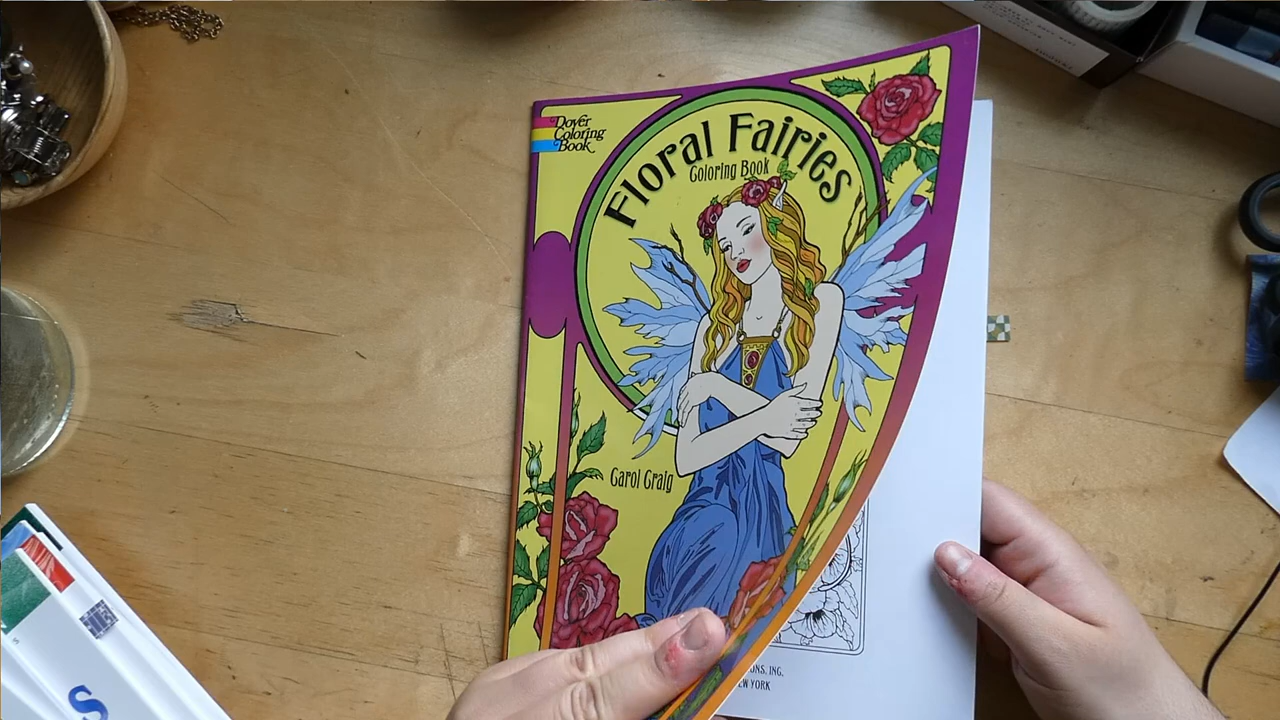 Dover
Coloring
Book
Floral Fairies
Coloring Book
Carol Craig
ONS, INC.
EW YORK
S